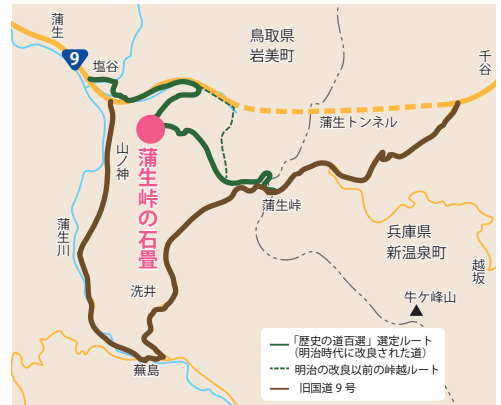 蒲生
9
塩谷
鳥取県
岩美町
千谷
蒲生トンネル
山ノ神
蒲生峠の石畳
蒲生峠
蒲生川
兵庫県
新温泉町
越坂
洗井
牛ケ峰山
蕪島
「歴史の道百選」選定ルート
(明治時代に改良された道)
明治の改良以前の峠越ルート
旧国道9号